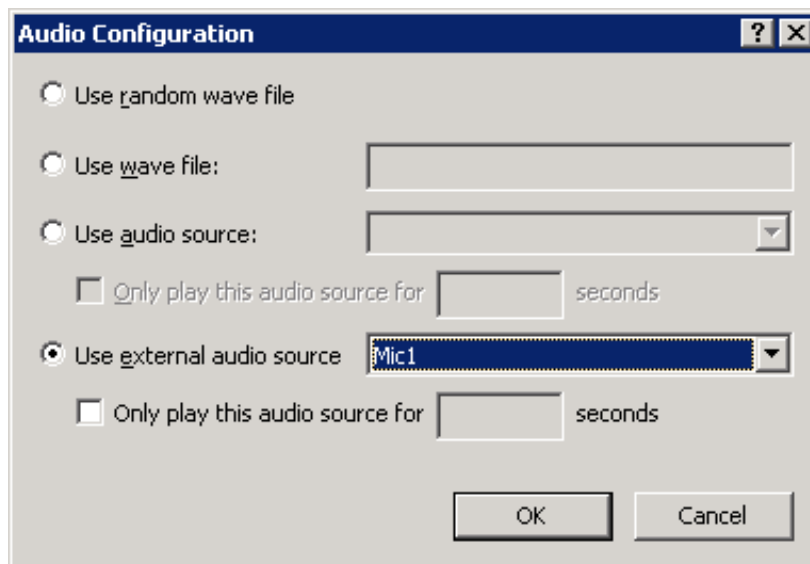 Audio Configuration
Use random wave file
Use wave file:
Use audio source:
Only play this audio source for seconds
Use external audio source Mic1
Only play this audio source for seconds
OK Cancel